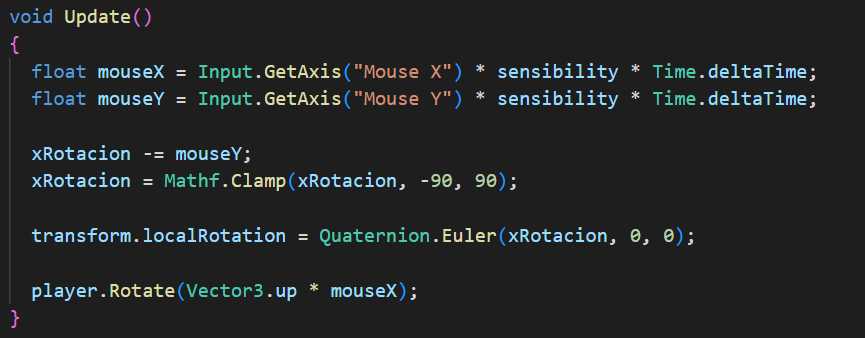 void Update()
{
float mouseX = Input.GetAxis("Mouse X") * sensibility * Time.deltaTime;
float mouseY = Input.GetAxis("Mouse Y") * sensibility * Time.deltaTime;
xRotacion -= mouseY;
xRotacion = Mathf.Clamp(xRotacion, -90, 90);
transform.localRotation = Quaternion.Euler(xRotacion, 0, 0);
player.Rotate(Vector3.up * mouseX);
}